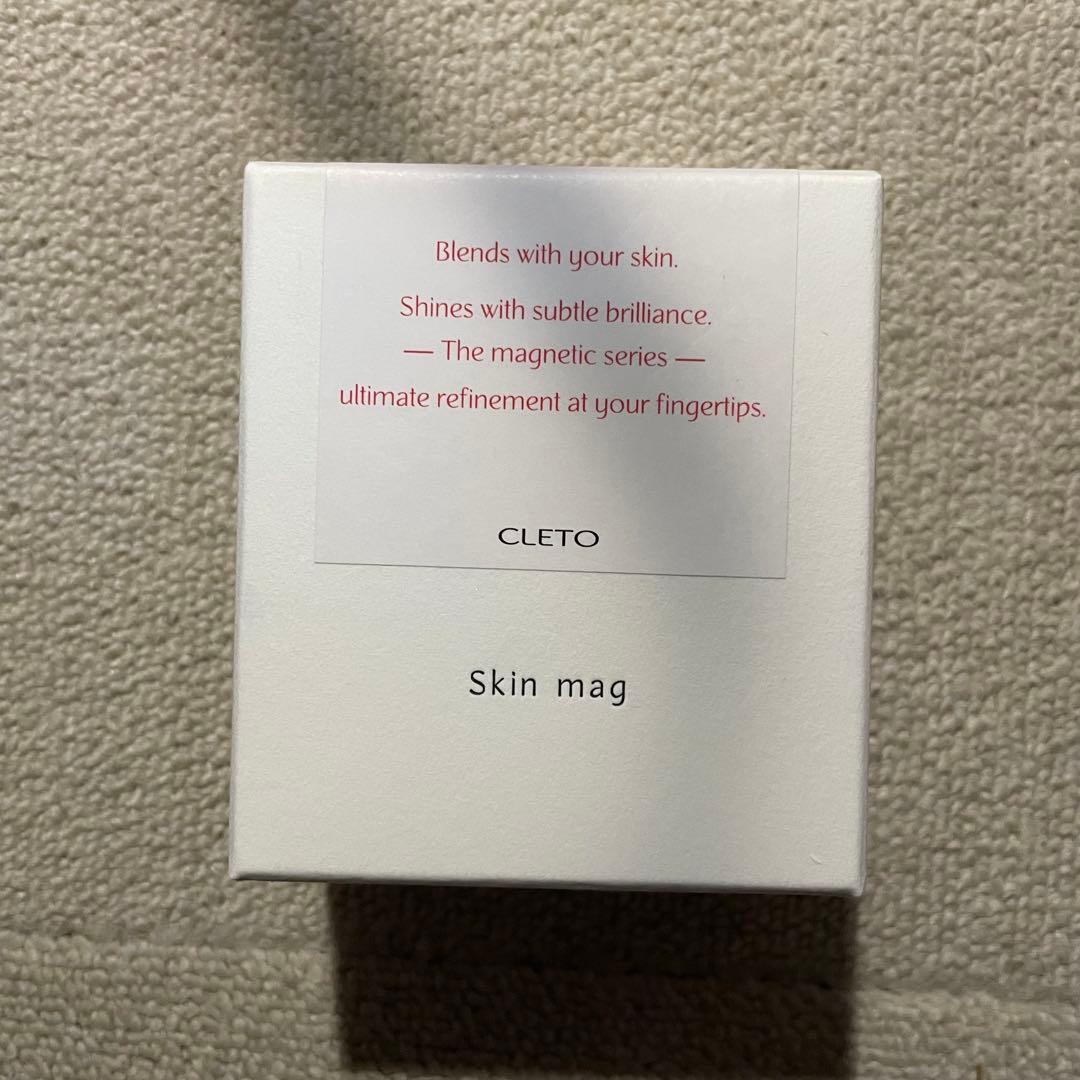 Blends with your skin.
Shines with subtle brilliance.
— The magnetic series —
ultimate refinement at your fingertips.
CLETO
Skin mag